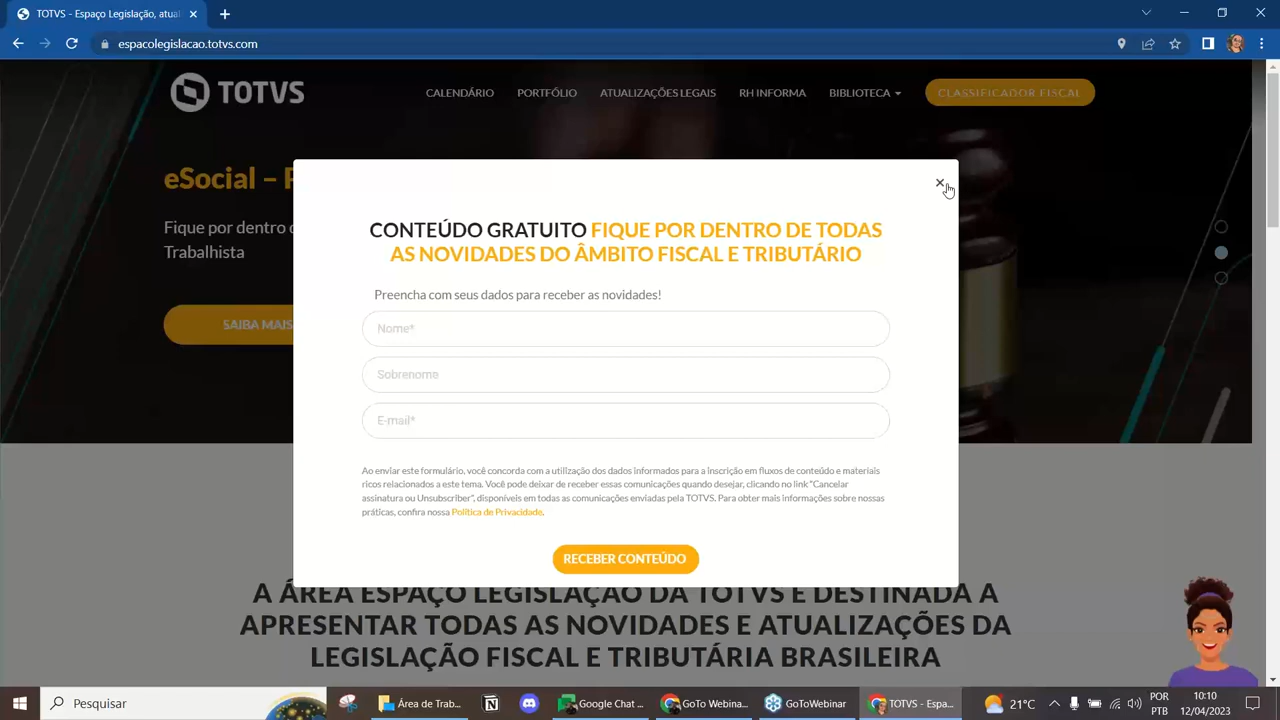 TOTVS - Espaço Legislação, atual
espacolegislacao.totvs.com
TOTVS
CALENDÁRIO PORTFÓLIO ATUALIZAÇÕES LEGAIS RH INFORMA BIBLIOTECA CLASSIFICADOR FISCAL
eSocial –
Fique por dentro
Trabalhista
SAIBA MAIS
CONTEÚDO GRATUITO FIQUE POR DENTRO DE TODAS
AS NOVIDADES DO ÂMBITO FISCAL E TRIBUTÁRIO
Preencha com seus dados para receber as novidades!
Nome*
Sobrenome
E-mail*
Ao enviar este formulário, você concorda com a utilização dos dados informados para a inscrição em fluxos de conteúdo e materiais
ricos relacionados a este tema. Você pode deixar de receber essas comunicações quando desejar, clicando no link "Cancelar
assinatura ou Unsubscriber", disponíveis em todas as comunicações enviadas pela TOTVS. Para obter mais informações sobre nossas
práticas, confira nossa Política de Privacidade.
RECEBER CONTEÚDO
A ÁREA ESPAÇO LEGISLAÇÃO DA TOTVS É DESTINADA A
APRESENTAR TODAS AS NOVIDADES E ATUALIZAÇÕES DA
LEGISLAÇÃO FISCAL E TRIBUTÁRIA BRASILEIRA
Pesquisar
Área de Trab...
Google Chat ...
GoTo Webina...
GoToWebinar
TOTVS - Espa...
21°C
POR
PTB
10:10
12/04/2023